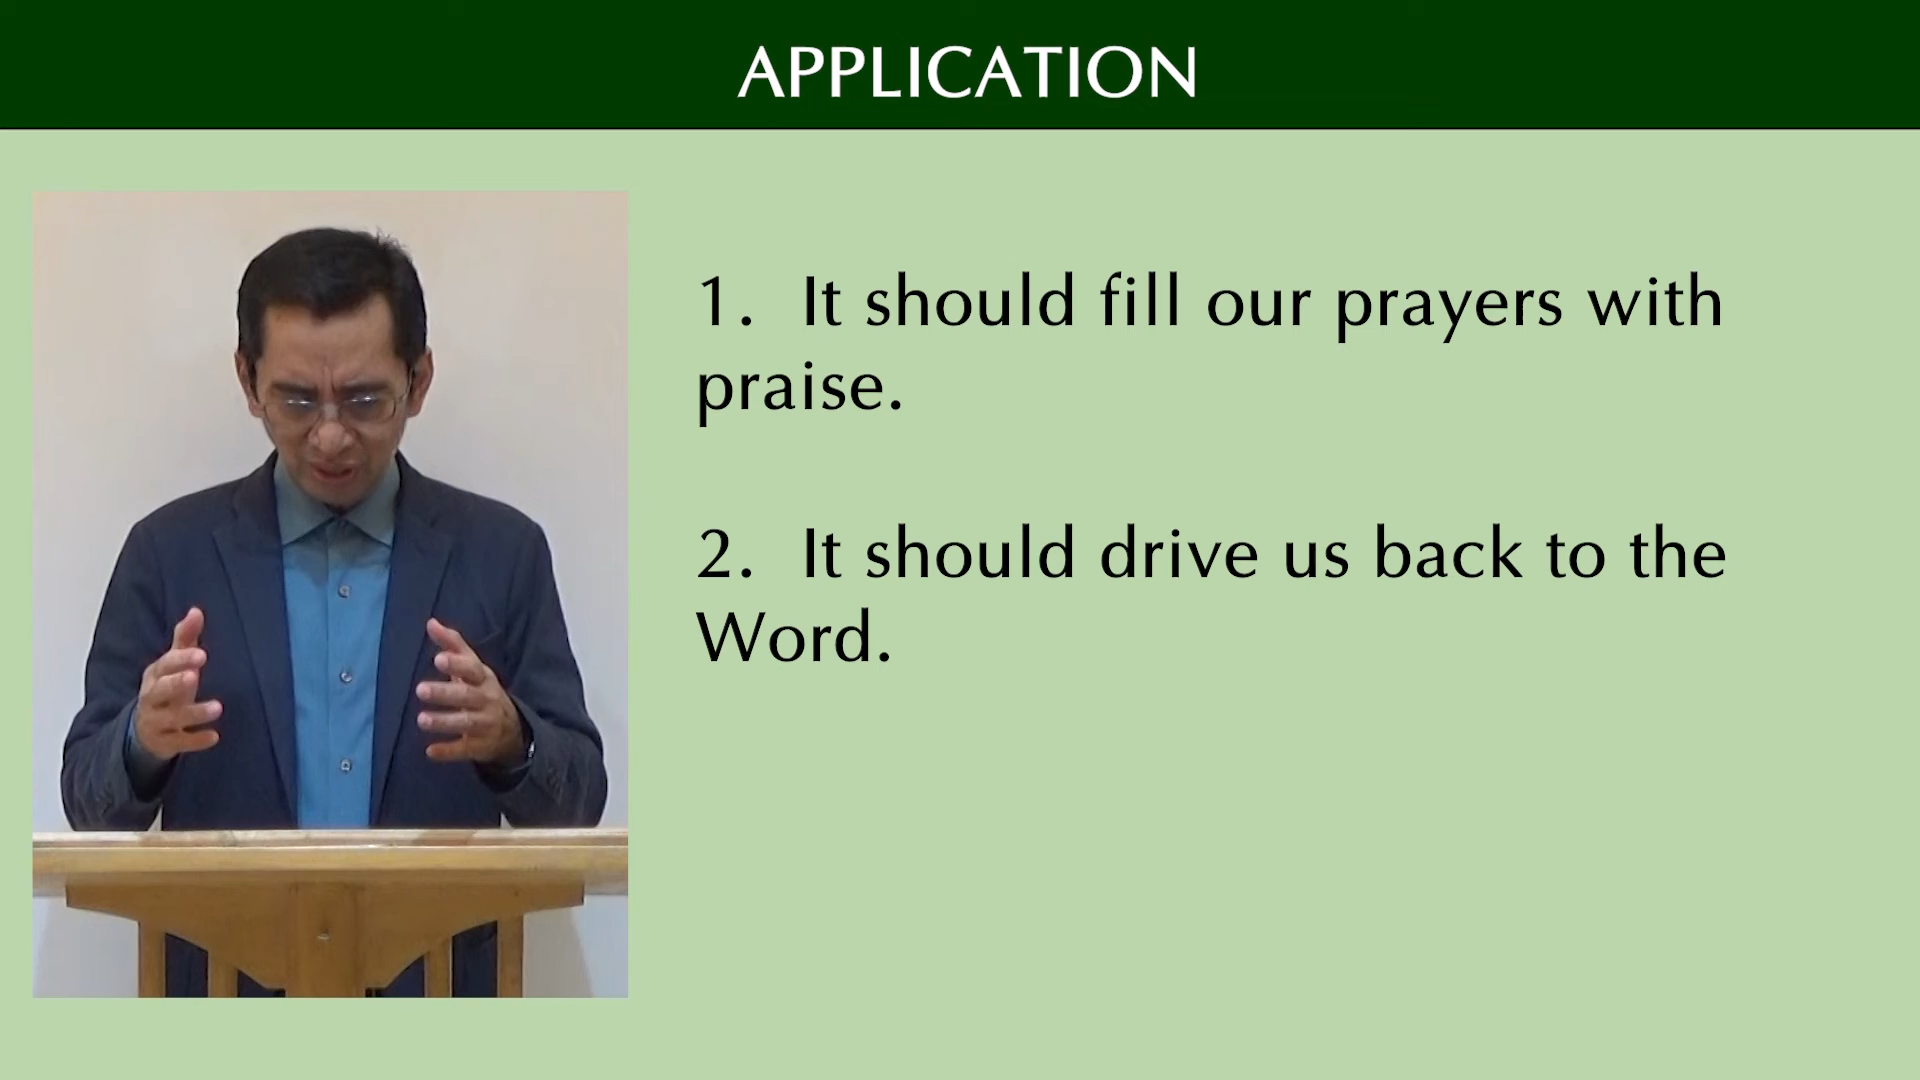 APPLICATION
1. It should fill our prayers with
praise.
2. It should drive us back to the
Word.